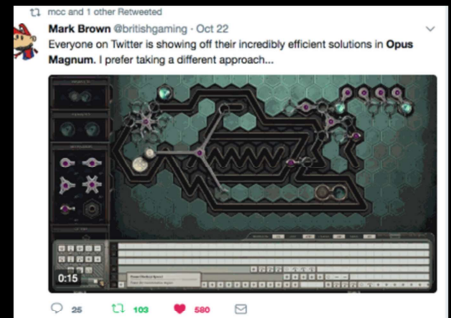 mcc and 1 other Retweeted
Mark Brown @britishgaming · Oct 22
Everyone on Twitter is showing off their incredibly efficient solutions in Opus
Magnum. I prefer taking a different approach...
0:15
25 103 580